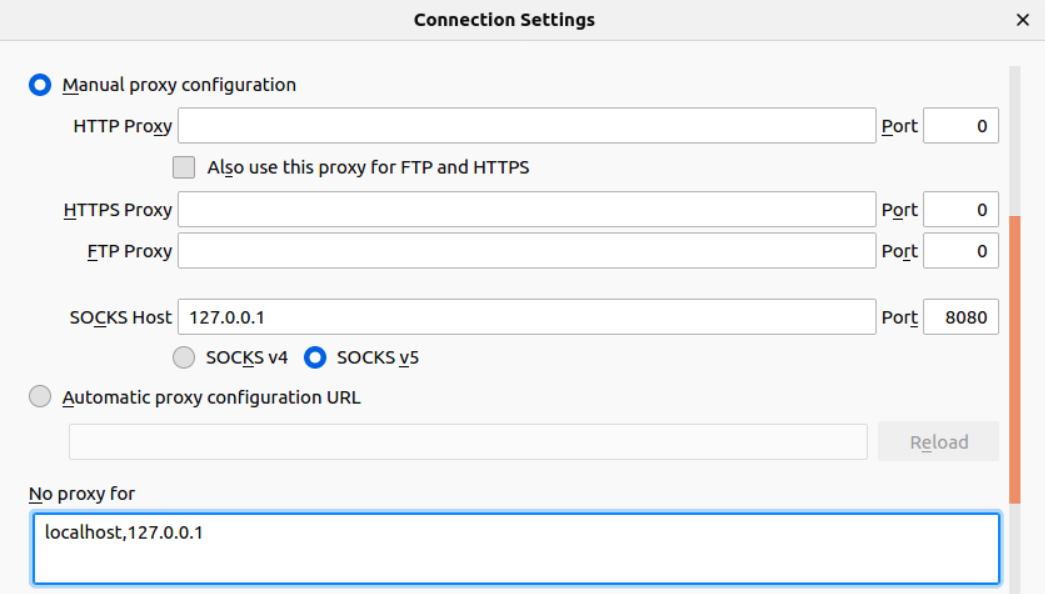 Connection Settings ×
Manual proxy configuration
HTTP Proxy Port 0
Also use this proxy for FTP and HTTPS
HTTPS Proxy Port 0
FTP Proxy Port 0
SOCKS Host 127.0.0.1 Port 8080
SOCKS v4 SOCKS v5
Automatic proxy configuration URL
Reload
No proxy for
localhost,127.0.0.1